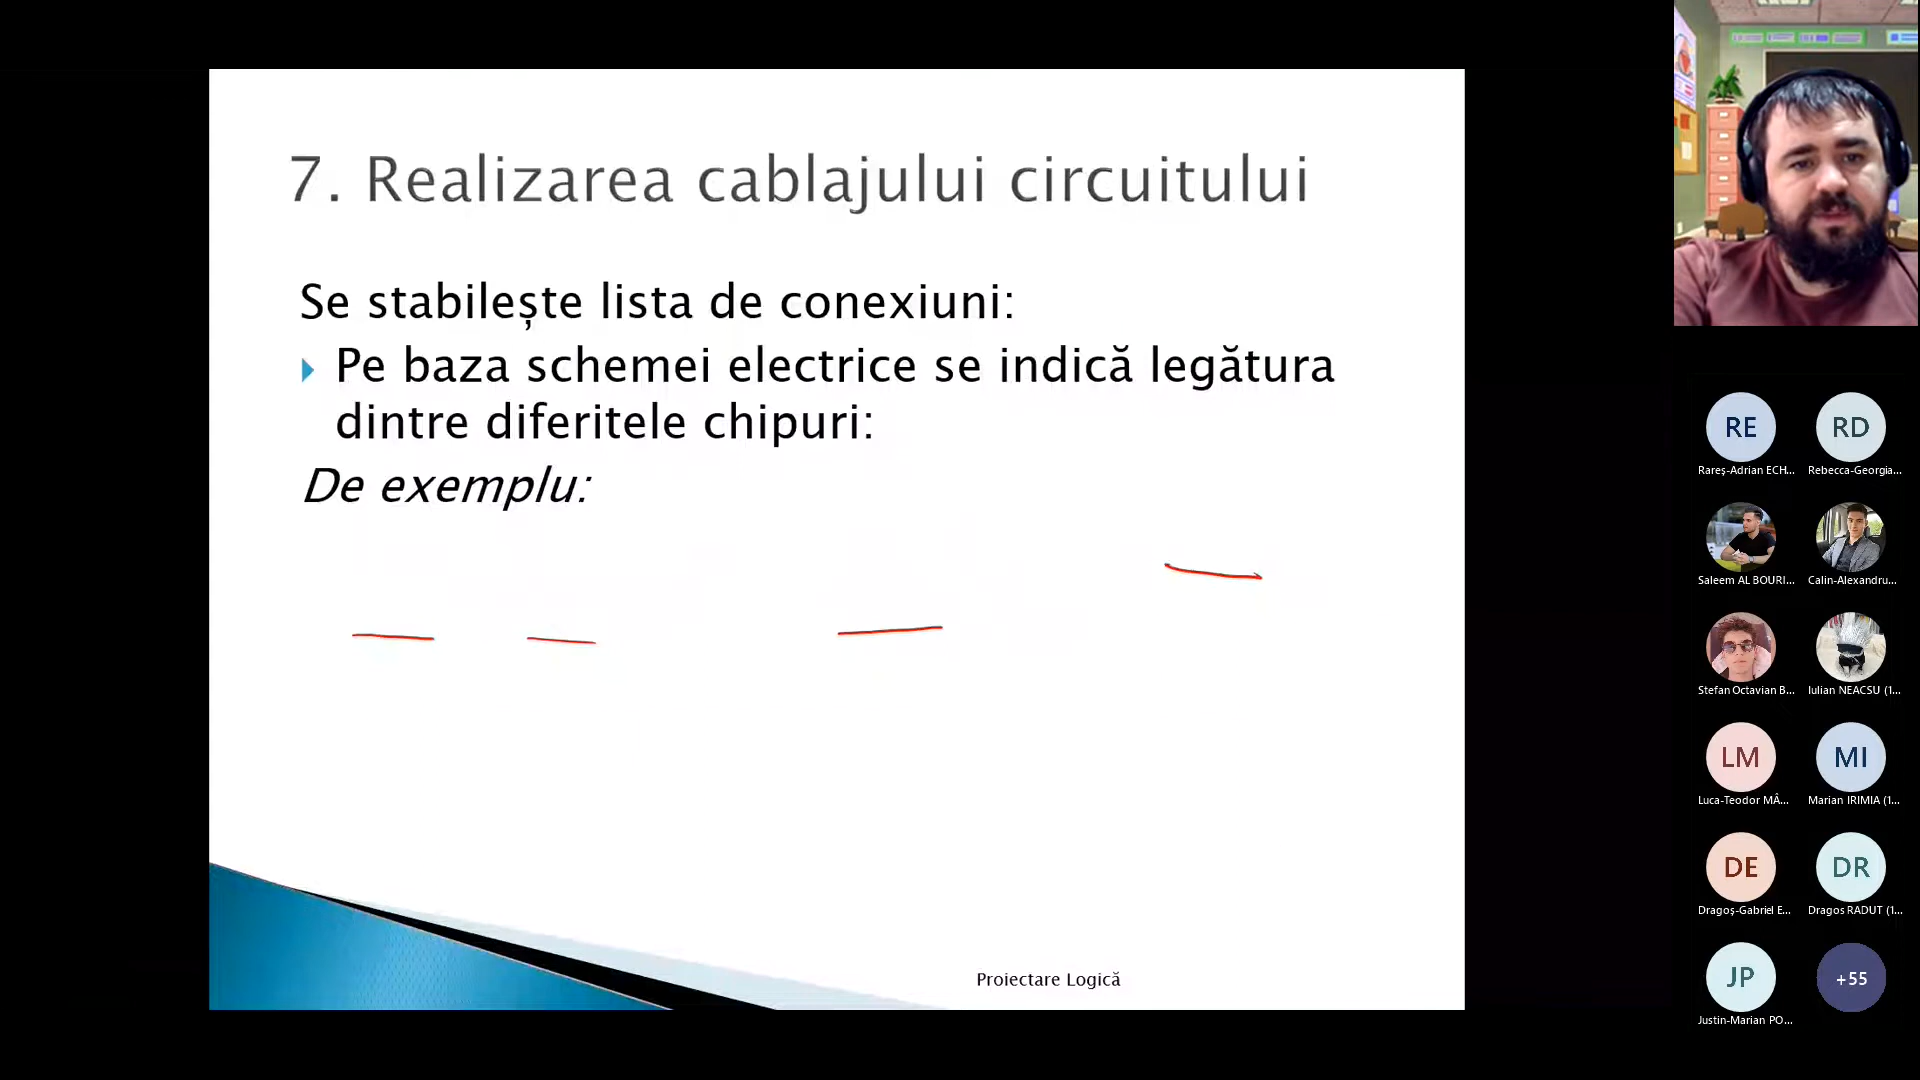 7. Realizarea cablajului circuitului
Se stabilește lista de conexiuni:
Pe baza schemei electrice se indică legătura
dintre diferitele chipuri:
De exemplu:
Proiectare Logică
RE
RD
Rareș-Adrian ECH...
Rebecca-Georgia...
Saleem AL BOURI...
Calin-Alexandru...
Stefan Octavian B...
Iulian NEACSU (1...
LM
MI
Luca-Teodor MÂ...
Marian IRIMIA (1...
DE
DR
Dragoș-Gabriel E...
Dragos RADUT (1...
JP
+55
Justin-Marian PO...